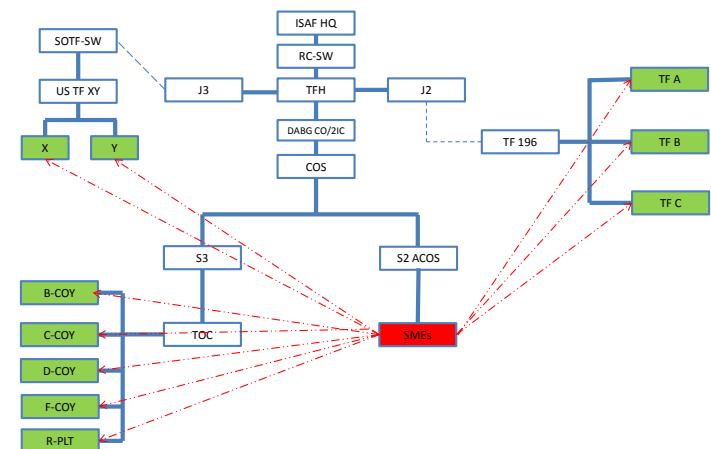 ISAF HQ
SOTF-SW
RC-SW
US TF XY
J3
TFH
J2
TF A
DABG CO/2IC
X
Y
TF 196
TF B
COS
TF C
S3
S2 ACOS
B-COY
C-COY
TOC
SMEs
D-COY
F-COY
R-PLT